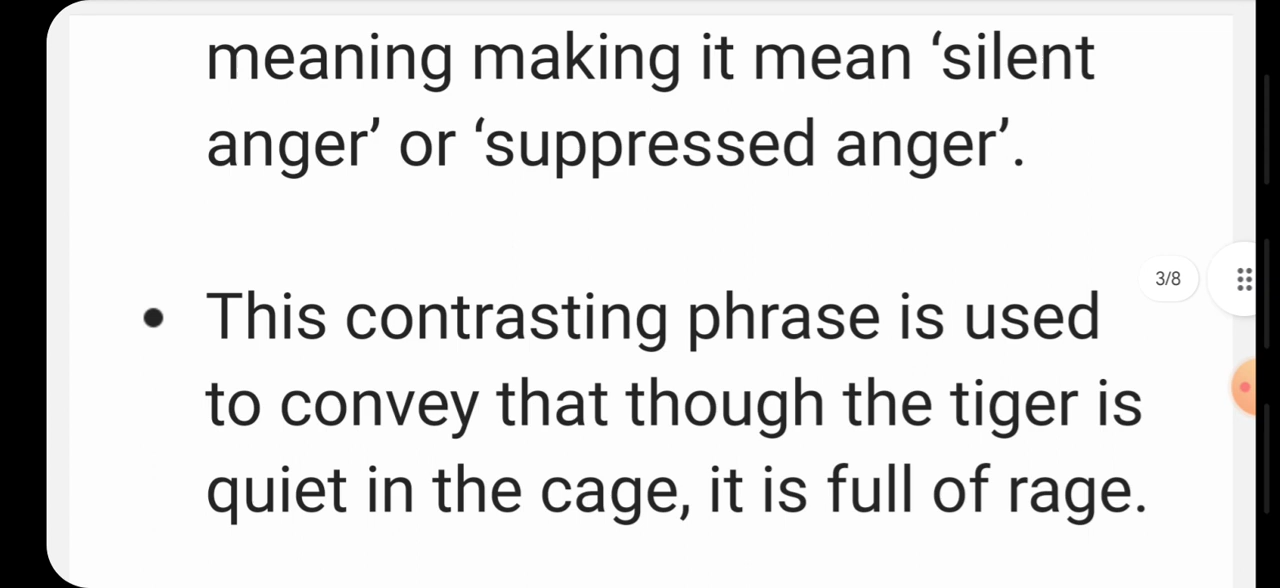 meaning making it mean ‘silent
anger’ or ‘suppressed anger’.
• This contrasting phrase is used
3/8
to convey that though the tiger is
quiet in the cage, it is full of rage.